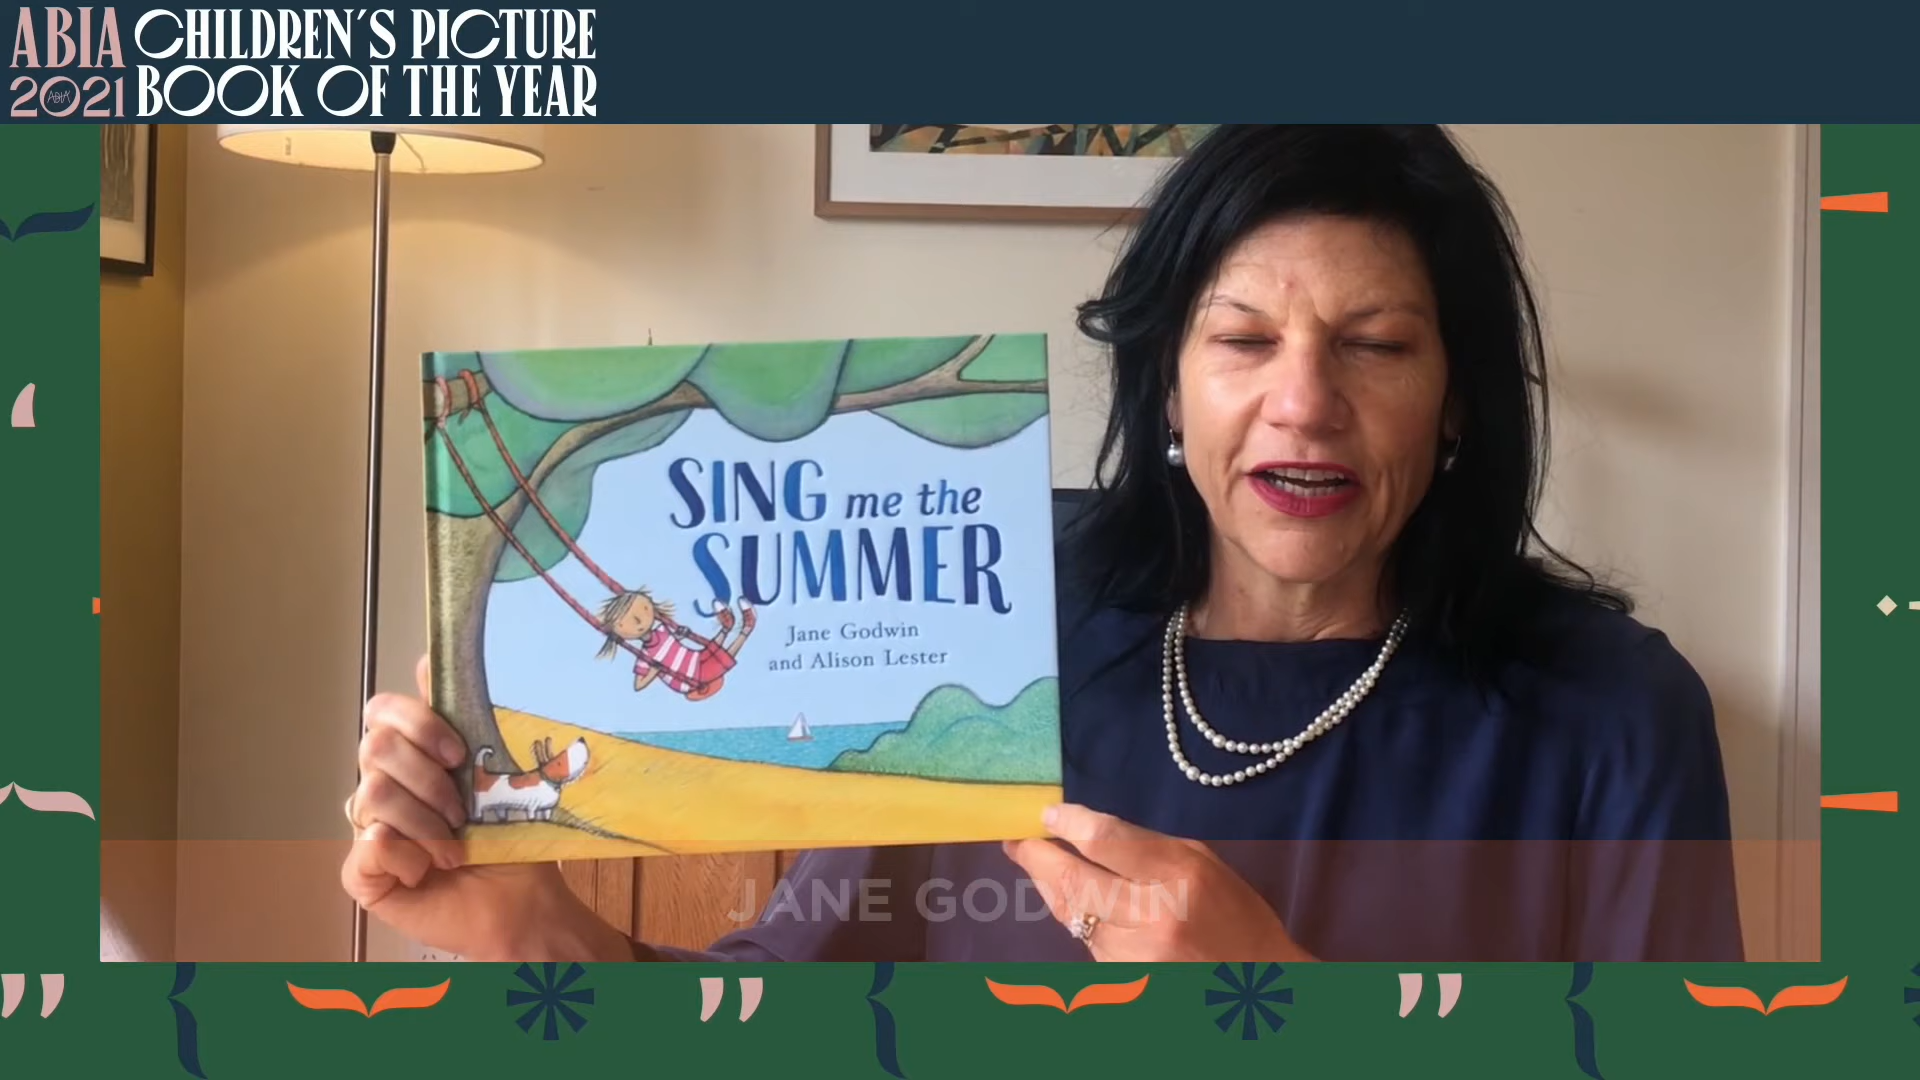 ABIA CHILDREN'S PICTURE
2021 BOOK OF THE YEAR
SING me the
SUMMER
Jane Godwin
and Alison Lester
JANE GODWIN